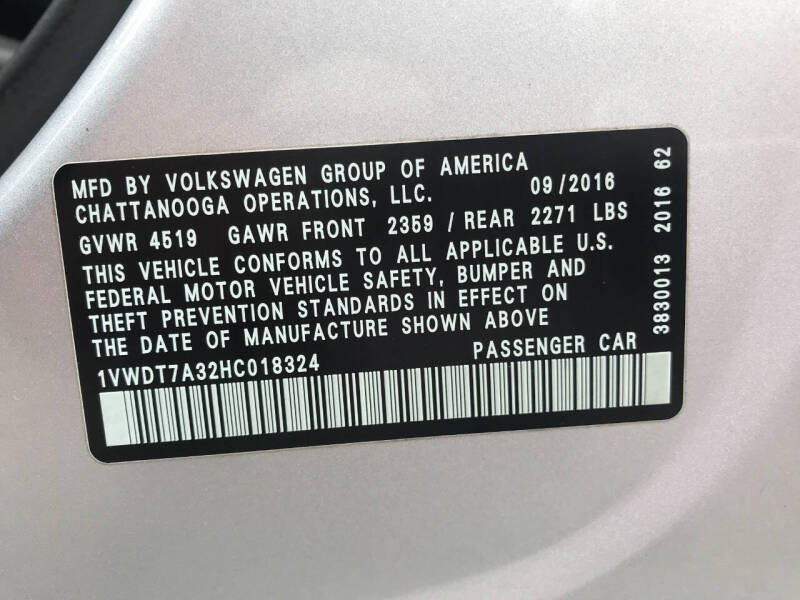 MFD BY VOLKSWAGEN GROUP OF AMERICA
CHATTANOOGA OPERATIONS, LLC. 09/2016
GVWR 4519 GAWR FRONT 2359 / REAR 2271 LBS
THIS VEHICLE CONFORMS TO ALL APPLICABLE U.S.
FEDERAL MOTOR VEHICLE SAFETY, BUMPER AND
THEFT PREVENTION STANDARDS IN EFFECT ON
THE DATE OF MANUFACTURE SHOWN ABOVE
1VWDT7A32HC018324 PASSENGER CAR
3830013 2016 62